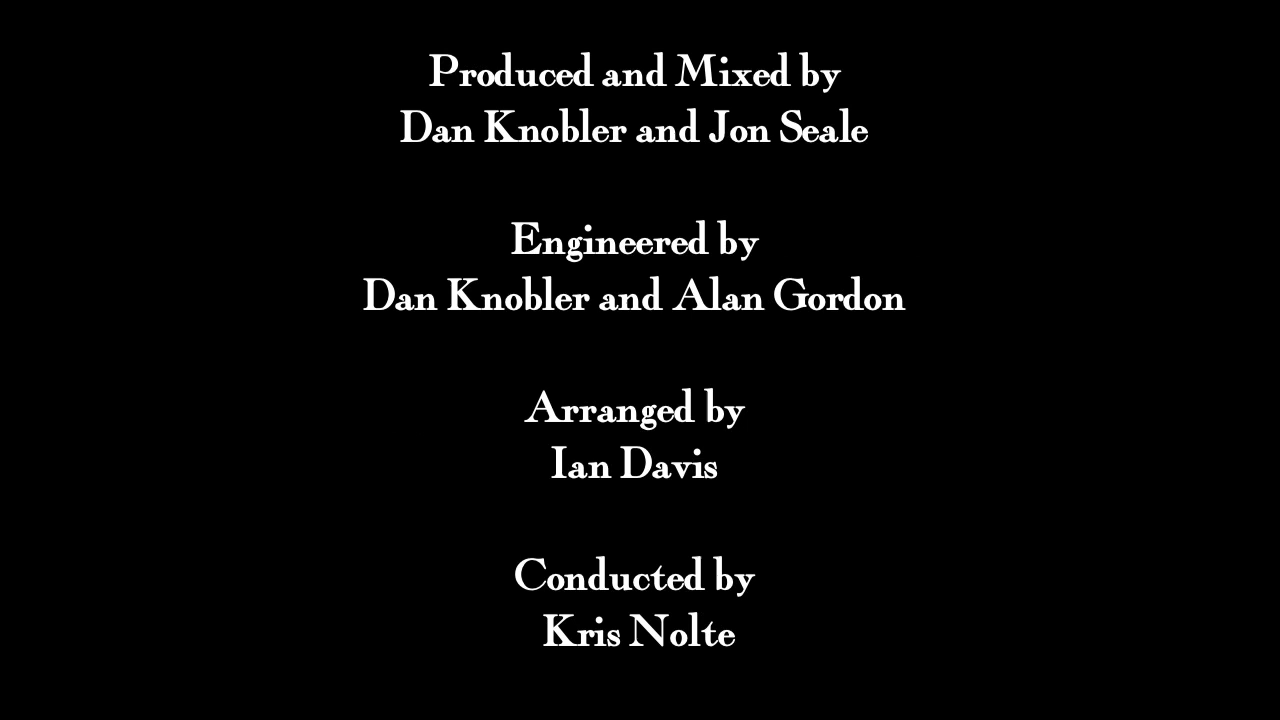 Produced and Mixed by
Dan Knobler and Jon Seale
Engineered by
Dan Knobler and Alan Gordon
Arranged by
Ian Davis
Conducted by
Kris Nolte